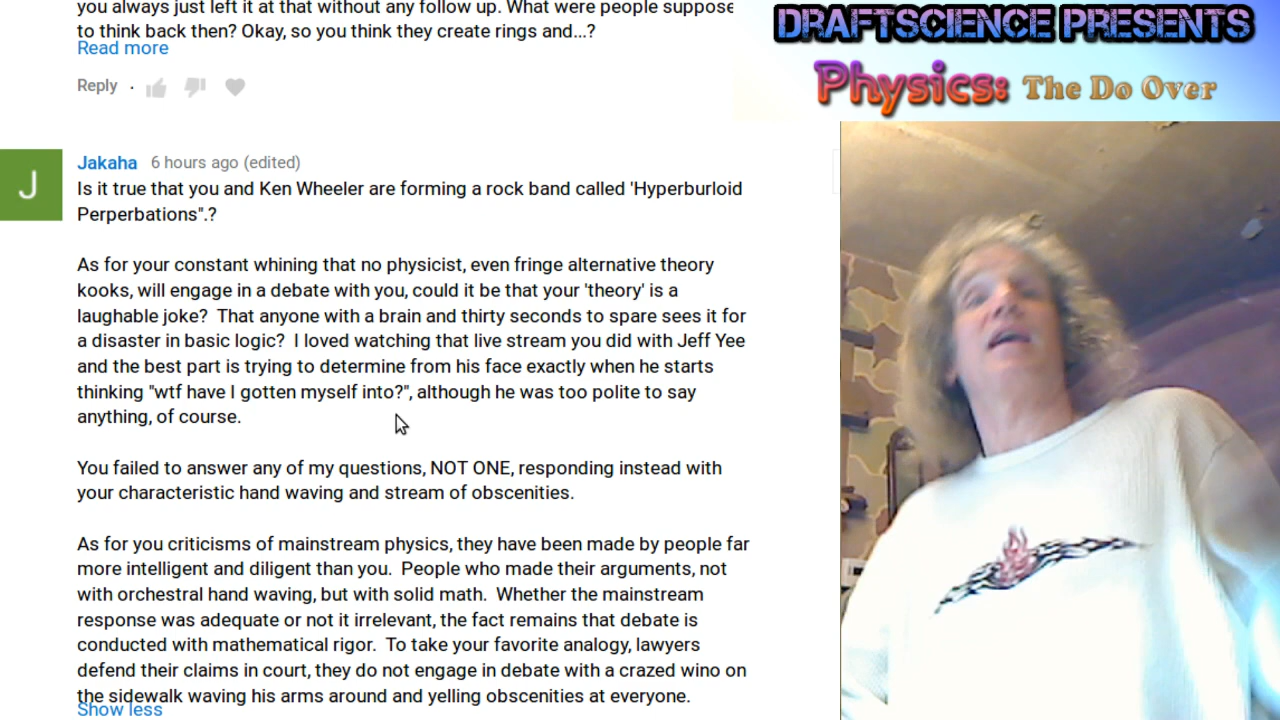 you always just left it at that without any follow up. What were people suppose
to think back then? Okay, so you think they create rings and...?
Read more
Reply
DRAFTSCIENCE PRESENTS
Physics: The Do Over
J
Jakaha 6 hours ago (edited)
Is it true that you and Ken Wheeler are forming a rock band called 'Hyperburloid
Perperbations".?
As for your constant whining that no physicist, even fringe alternative theory
kooks, will engage in a debate with you, could it be that your 'theory' is a
laughable joke? That anyone with a brain and thirty seconds to spare sees it for
a disaster in basic logic? I loved watching that live stream you did with Jeff Yee
and the best part is trying to determine from his face exactly when he starts
thinking "wtf have I gotten myself into?", although he was too polite to say
anything, of course.
You failed to answer any of my questions, NOT ONE, responding instead with
your characteristic hand waving and stream of obscenities.
As for you criticisms of mainstream physics, they have been made by people far
more intelligent and diligent than you. People who made their arguments, not
with orchestral hand waving, but with solid math. Whether the mainstream
response was adequate or not it irrelevant, the fact remains that debate is
conducted with mathematical rigor. To take your favorite analogy, lawyers
defend their claims in court, they do not engage in debate with a crazed wino on
the sidewalk waving his arms around and yelling obscenities at everyone.
Show less